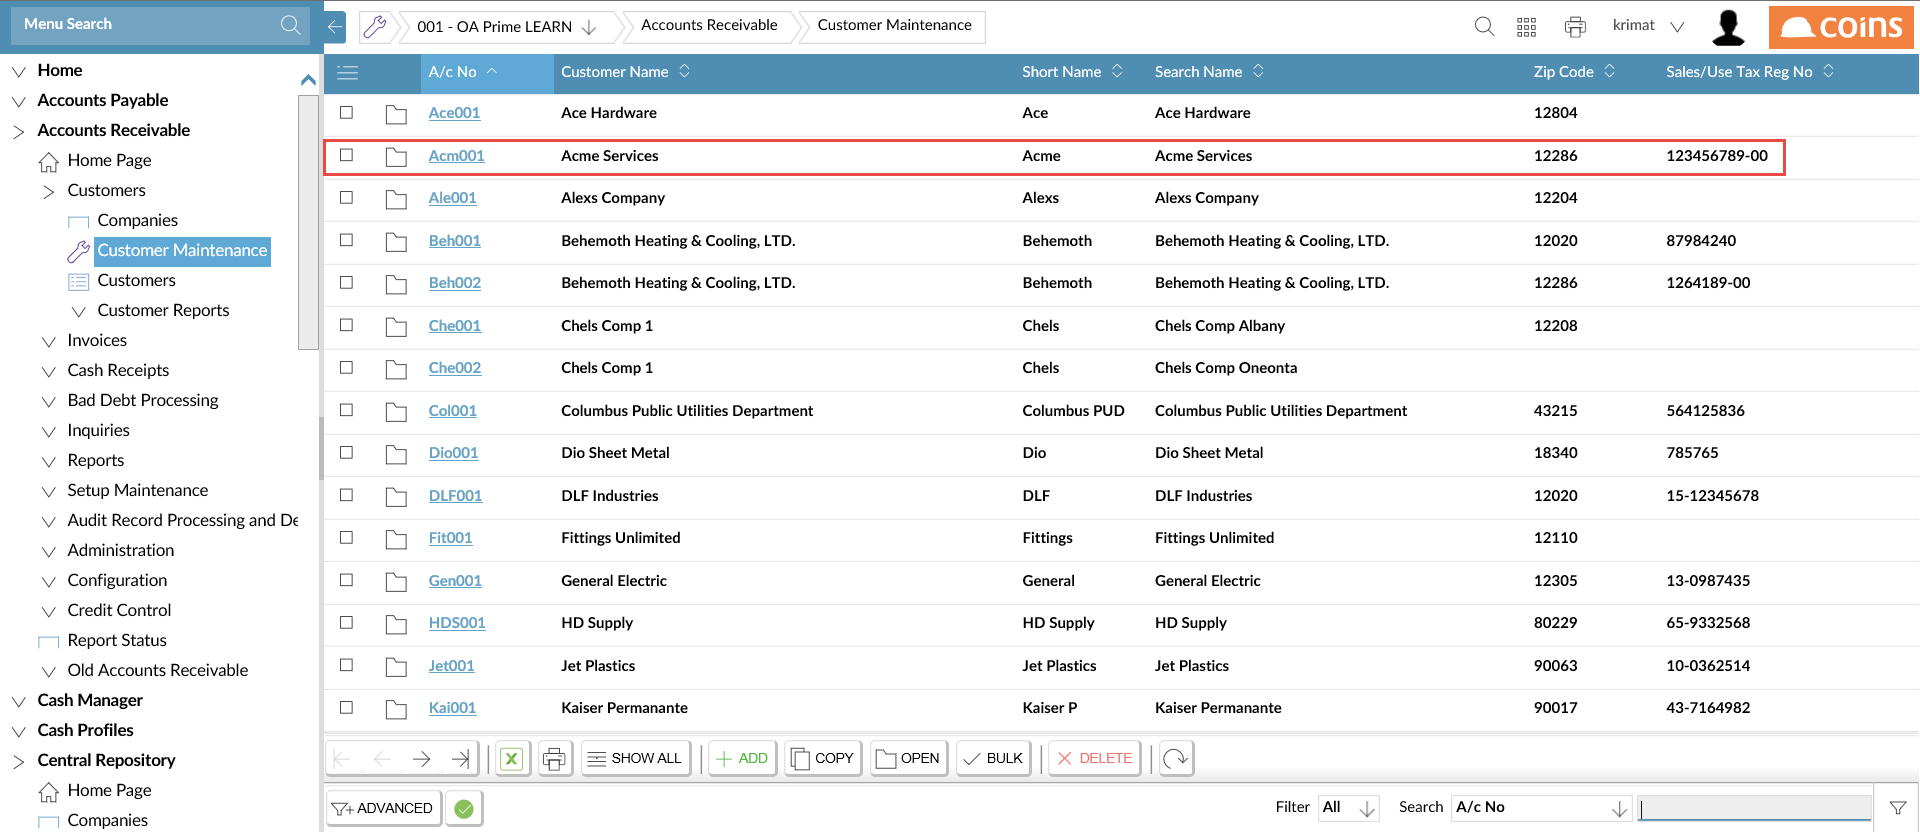 Menu Search
001 - OA Prime LEARN
Accounts Receivable
Customer Maintenance
krimat
coins
Home
Accounts Payable
Accounts Receivable
Home Page
Customers
Companies
Customer Maintenance
Customers
Customer Reports
Invoices
Cash Receipts
Bad Debt Processing
Inquiries
Reports
Setup Maintenance
Audit Record Processing and De
Administration
Configuration
Credit Control
Report Status
Old Accounts Receivable
Cash Manager
Cash Profiles
Central Repository
Home Page
Companies
A/c No Customer Name Short Name Search Name Zip Code Sales/Use Tax Reg No
Ace001 Ace Hardware Ace Ace Hardware 12804
Acm001 Acme Services Acme Acme Services 12286 123456789-00
Ale001 Alexs Company Alexs Alexs Company 12204
Beh001 Behemoth Heating & Cooling, LTD. Behemoth Behemoth Heating & Cooling, LTD. 12020 87984240
Beh002 Behemoth Heating & Cooling, LTD. Behemoth Behemoth Heating & Cooling, LTD. 12286 1264189-00
Che001 Chels Comp 1 Chels Chels Comp Albany 12208
Che002 Chels Comp 1 Chels Chels Comp Oneonta
Col001 Columbus Public Utilities Department Columbus PUD Columbus Public Utilities Department 43215 564125836
Dio001 Dio Sheet Metal Dio Dio Sheet Metal 18340 785765
DLF001 DLF Industries DLF DLF Industries 12020 15-12345678
Fit001 Fittings Unlimited Fittings Fittings Unlimited 12110
Gen001 General Electric General General Electric 12305 13-0987435
HDS001 HD Supply HD Supply HD Supply 80229 65-9332568
Jet001 Jet Plastics Jet Plastics Jet Plastics 90063 10-0362514
Kai001 Kaiser Permanante Kaiser P Kaiser Permanante 90017 43-7164982
SHOW ALL ADD COPY OPEN BULK DELETE
ADVANCED Filter All Search A/c No